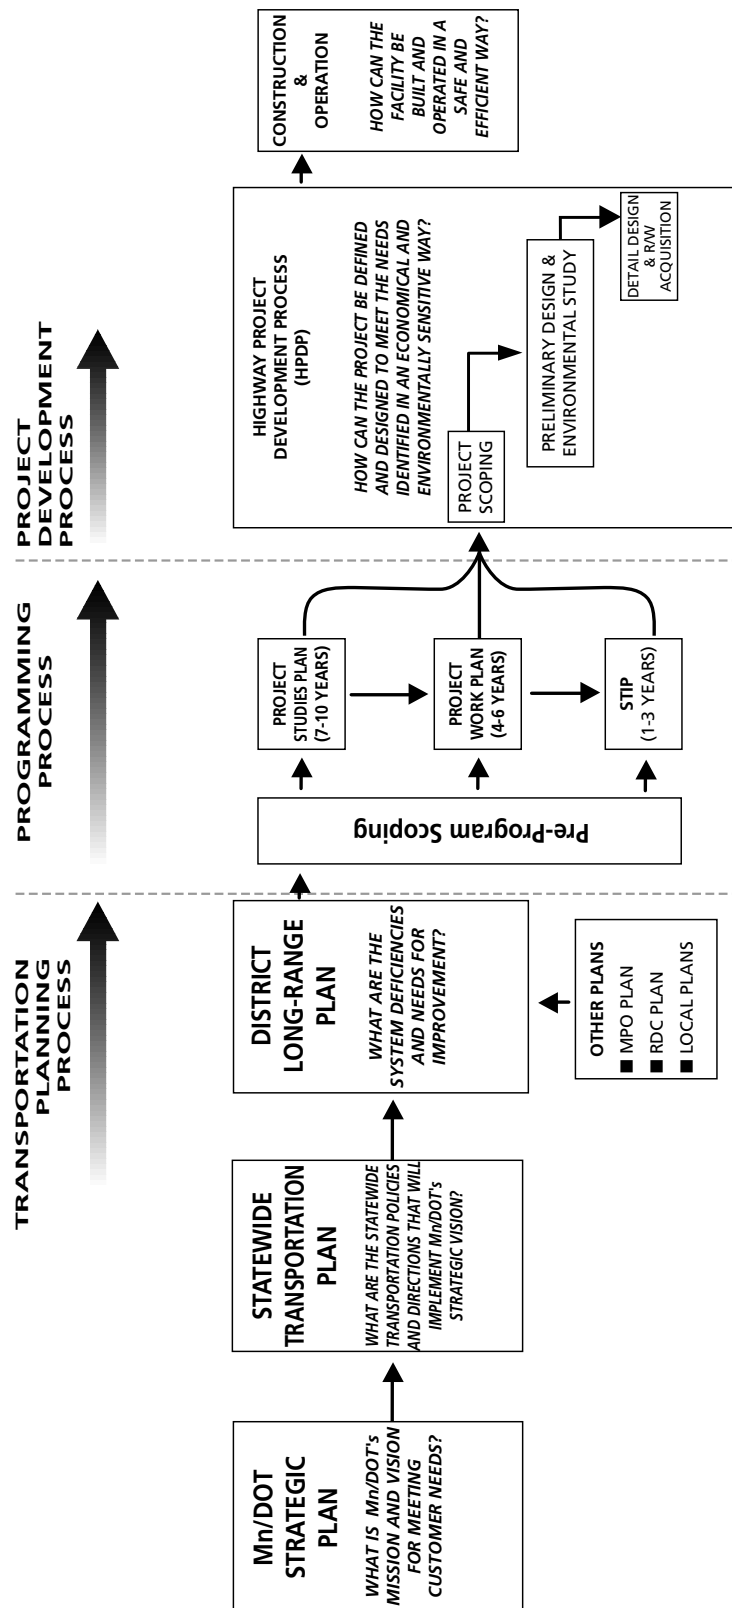 TRANSPORTATION
PLANNING
PROCESS
PROGRAMMING
PROCESS
PROJECT
DEVELOPMENT
PROCESS
Mn/DOT
STRATEGIC
PLAN
WHAT IS Mn/DOT's
MISSION AND VISION
FOR MEETING
CUSTOMER NEEDS?
STATEWIDE
TRANSPORTATION
PLAN
WHAT ARE THE STATEWIDE
TRANSPORTATION POLICIES
AND DIRECTIONS THAT WILL
IMPLEMENT Mn/DOT's
STRATEGIC VISION?
DISTRICT
LONG-RANGE
PLAN
WHAT ARE THE
SYSTEM DEFICIENCIES
AND NEEDS FOR
IMPROVEMENT?
OTHER PLANS
■ MPO PLAN
■ RDC PLAN
■ LOCAL PLANS
Pre-Program Scoping
PROJECT
STUDIES PLAN
(7-10 YEARS)
PROJECT
WORK PLAN
(4-6 YEARS)
STIP
(1-3 YEARS)
HIGHWAY PROJECT
DEVELOPMENT PROCESS
(HPDP)
HOW CAN THE PROJECT BE DEFINED
AND DESIGNED TO MEET THE NEEDS
IDENTIFIED IN AN ECONOMICAL AND
ENVIRONMENTALLY SENSITIVE WAY?
PROJECT
SCOPING
PRELIMINARY DESIGN &
ENVIRONMENTAL STUDY
DETAIL DESIGN
& R/W
ACQUISITION
CONSTRUCTION
&
OPERATION
HOW CAN THE
FACILITY BE
BUILT AND
OPERATED IN A
SAFE AND
EFFICIENT WAY?